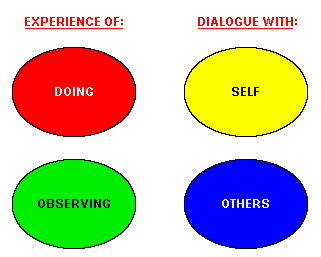 EXPERIENCE OF:
DIALOGUE WITH:
DOING
SELF
OBSERVING
OTHERS